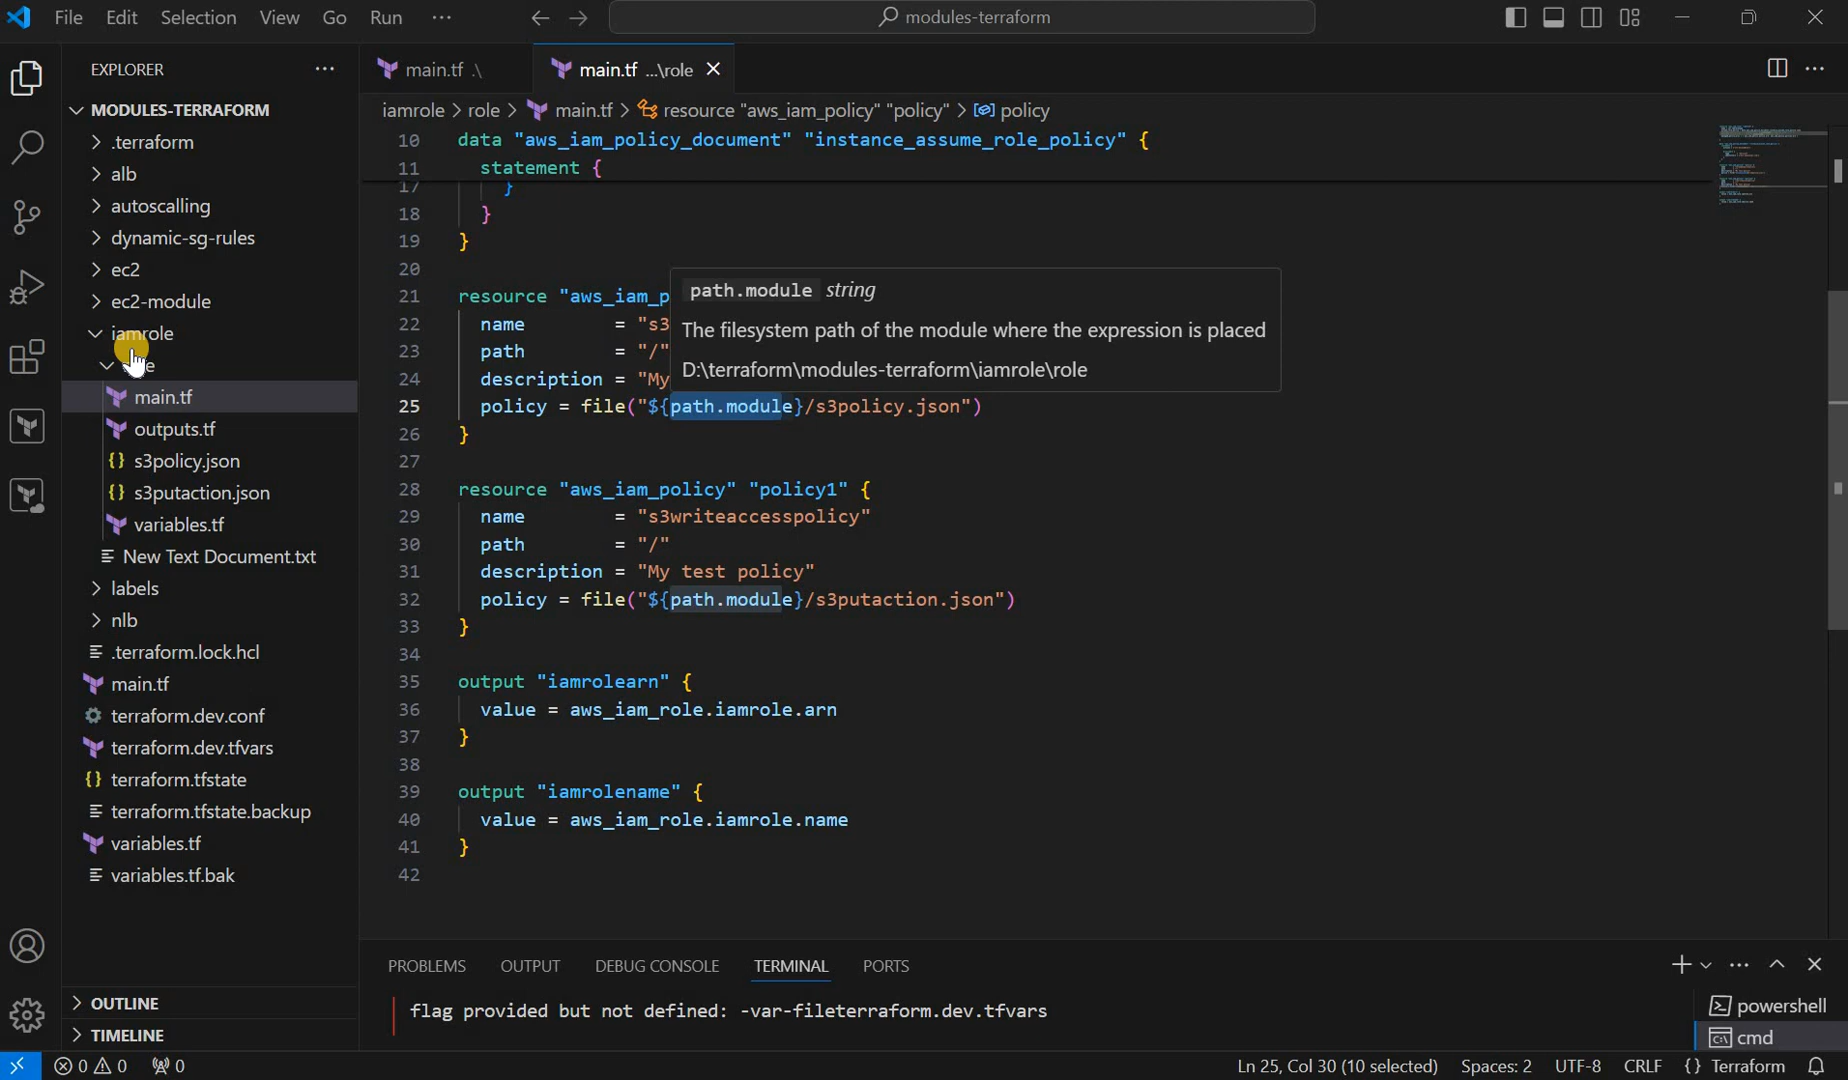 File Edit Selection View Go Run ··· modules-terraform
EXPLORER ···
MODULES-TERRAFORM
.terraform
alb
autoscalling
dynamic-sg-rules
ec2
ec2-module
iamrole
main.tf
outputs.tf
s3policy.json
s3putaction.json
variables.tf
New Text Document.txt
labels
nlb
.terraform.lock.hcl
main.tf
terraform.dev.conf
terraform.dev.tfvars
terraform.tfstate
terraform.tfstate.backup
variables.tf
variables.tf.bak
OUTLINE
TIMELINE
main.tf .\ main.tf ...\role
iamrole > role > main.tf > resource "aws_iam_policy" "policy" > policy
10 data "aws_iam_policy_document" "instance_assume_role_policy" {
11 statement {
17 }
18 }
19 }
20
21 resource "aws_iam_p
22 name = "s3
23 path = "/"
24 description = "My
25 policy = file("${path.module}/s3policy.json")
26 }
27
28 resource "aws_iam_policy" "policy1" {
29 name = "s3writeaccesspolicy"
30 path = "/"
31 description = "My test policy"
32 policy = file("${path.module}/s3putaction.json")
33 }
34
35 output "iamrolearn" {
36 value = aws_iam_role.iamrole.arn
37 }
38
39 output "iamrolename" {
40 value = aws_iam_role.iamrole.name
41 }
42
path.module string
The filesystem path of the module where the expression is placed
D:\terraform\modules-terraform\iamrole\role
PROBLEMS OUTPUT DEBUG CONSOLE TERMINAL PORTS
flag provided but not defined: -var-fileterraform.dev.tfvars
powershell
cmd
0 0 0 Ln 25, Col 30 (10 selected) Spaces: 2 UTF-8 CRLF {} Terraform